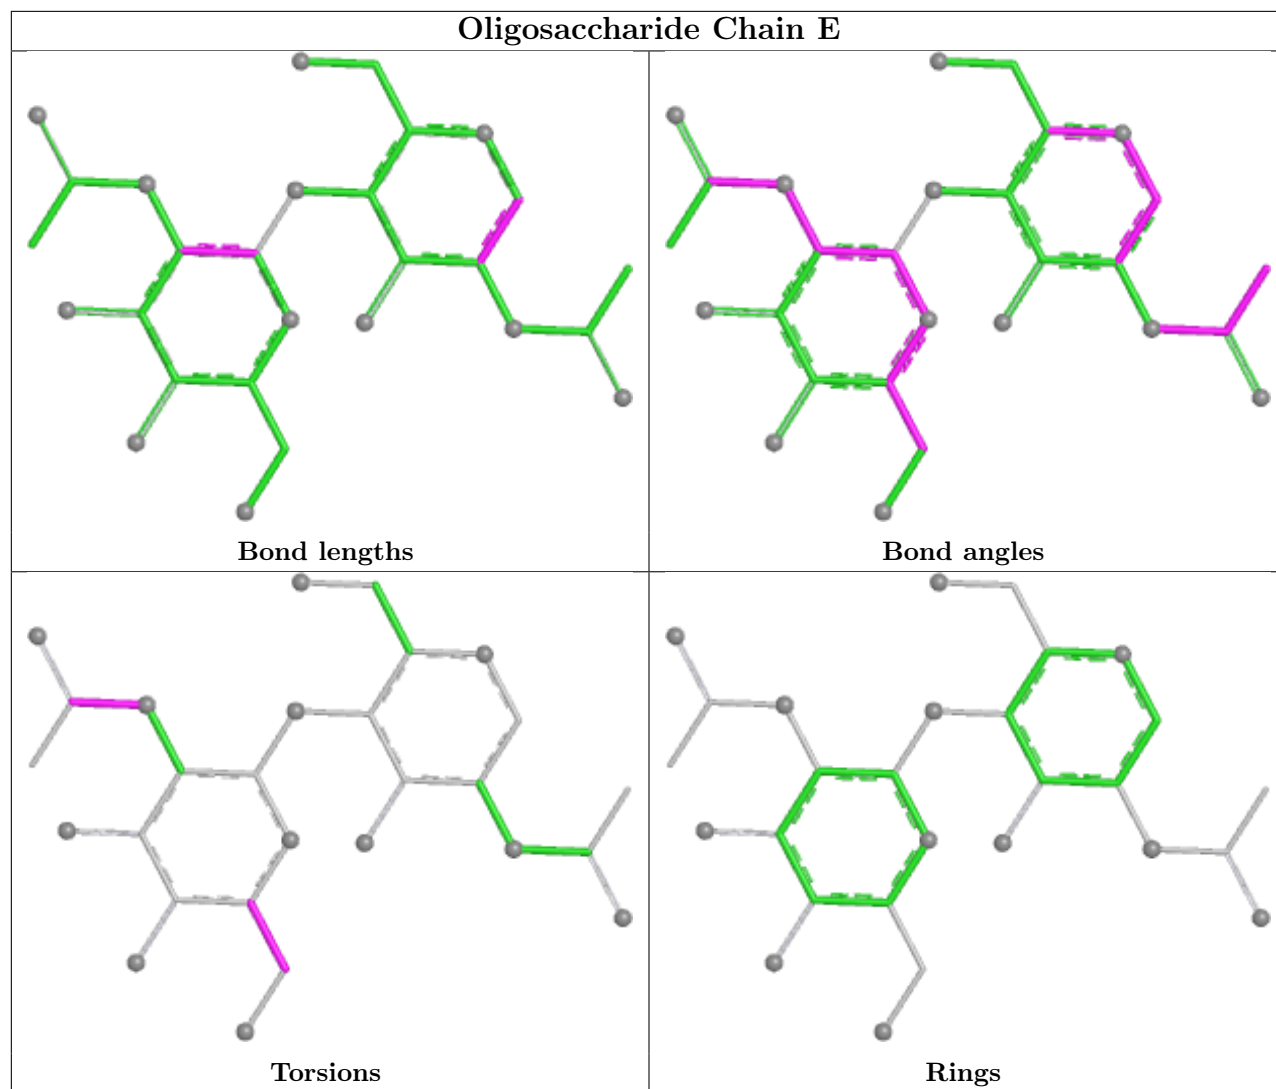 Oligosaccharide Chain E
Bond lengths
Bond angles
Torsions
Rings